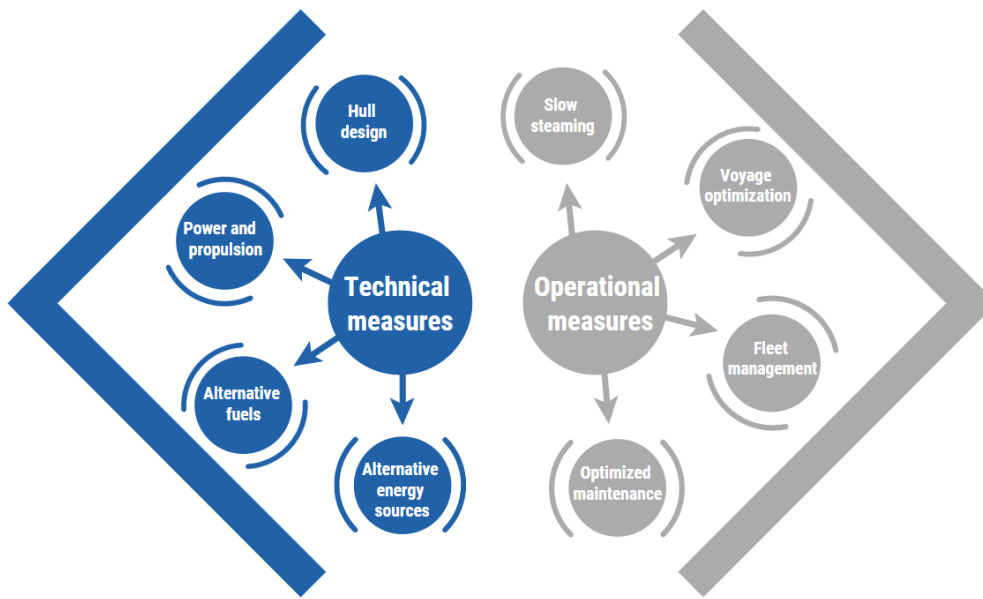 Hull
design
Power and
propulsion
Technical
measures
Alternative
fuels
Alternative
energy
sources
Slow
steaming
Voyage
optimization
Operational
measures
Fleet
management
Optimized
maintenance